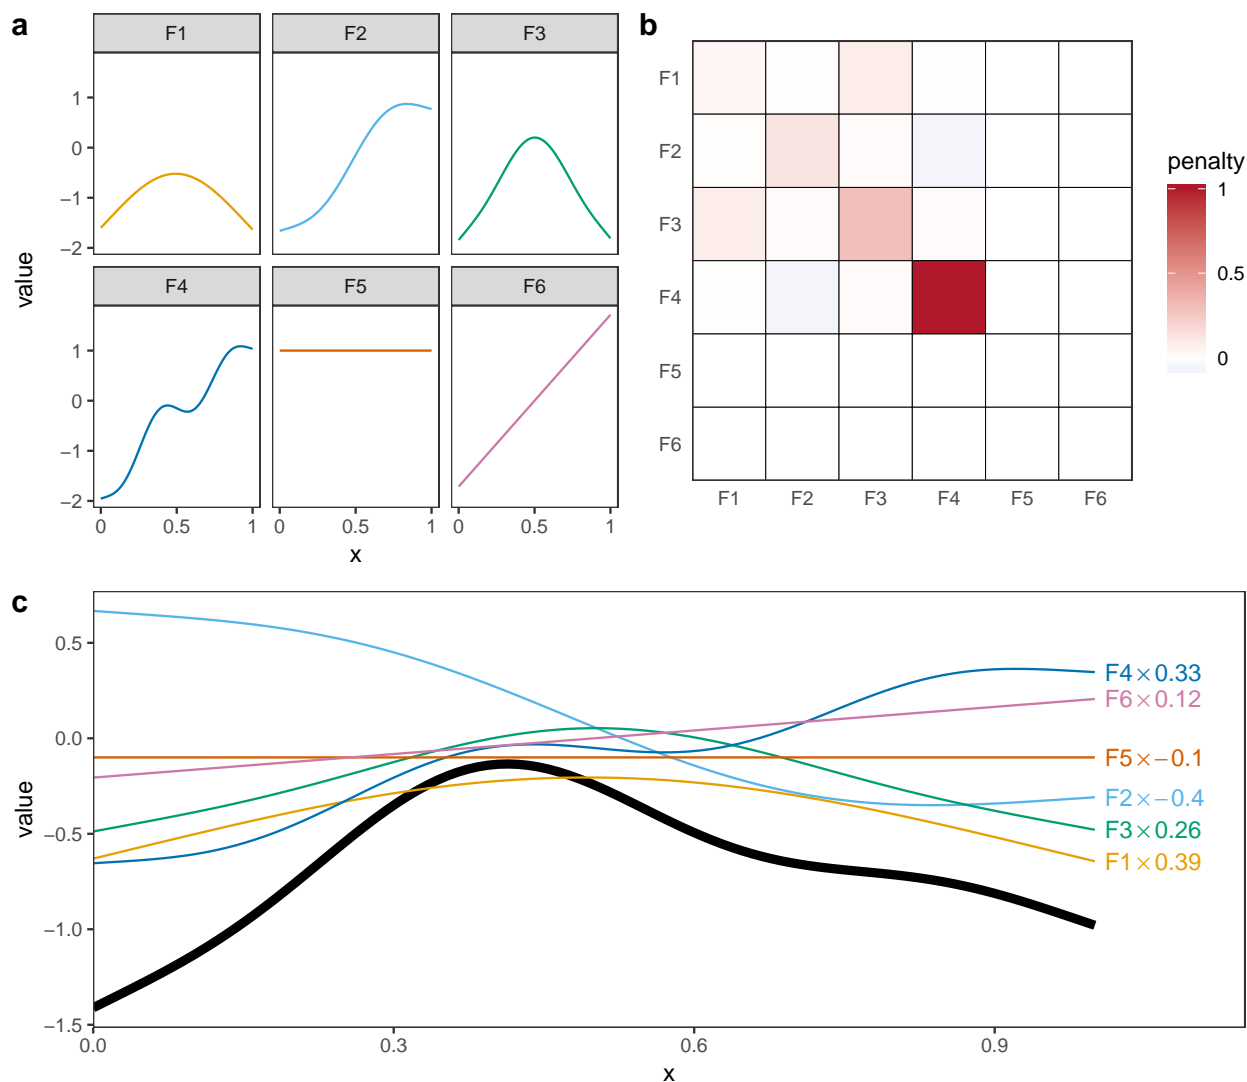 a
F1
F2
F3
1
0
−1
−2
F4
F5
F6
1
0
−1
−2
0
0.5
1
0
0.5
1
0
0.5
1
value
x
b
F1
F2
F3
F4
F5
F6
F1
F2
F3
F4
F5
F6
penalty
1
0.5
0
c
0.5
0.0
−0.5
−1.0
−1.5
value
F4×0.33
F6×0.12
F5×−0.1
F2×−0.4
F3×0.26
F1×0.39
0.0
0.3
0.6
0.9
x